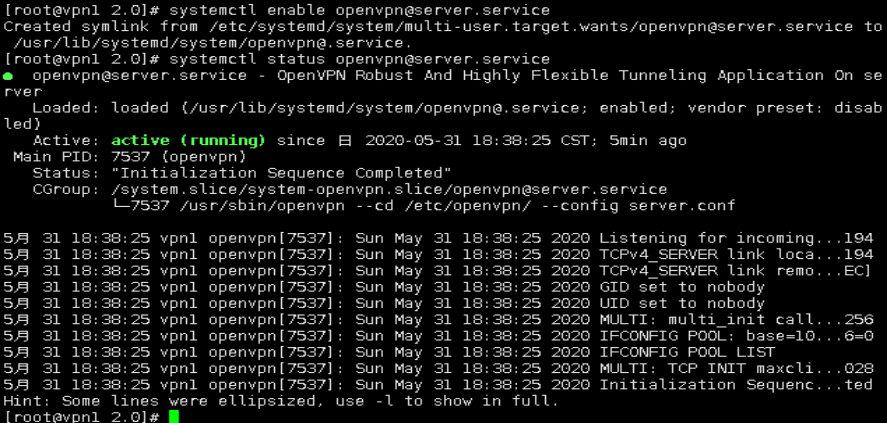 [root@vpn1 2.0]# systemctl enable openvpn@server.service
Created symlink from /etc/systemd/system/multi-user.target.wants/openvpn@server.service to
 /usr/lib/systemd/system/openvpn@.service.
[root@vpn1 2.0]# systemctl status openvpn@server.service
● openvpn@server.service - OpenVPN Robust And Highly Flexible Tunneling Application On se
rver
   Loaded: loaded (/usr/lib/systemd/system/openvpn@.service; enabled; vendor preset: disab
led)
   Active: active (running) since 日 2020-05-31 18:38:25 CST; 5min ago
 Main PID: 7537 (openvpn)
   Status: "Initialization Sequence Completed"
   CGroup: /system.slice/system-openvpn.slice/openvpn@server.service
           └─7537 /usr/sbin/openvpn --cd /etc/openvpn/ --config server.conf
5月 31 18:38:25 vpn1 openvpn[7537]: Sun May 31 18:38:25 2020 Listening for incoming...194
5月 31 18:38:25 vpn1 openvpn[7537]: Sun May 31 18:38:25 2020 TCPv4_SERVER link loca...194
5月 31 18:38:25 vpn1 openvpn[7537]: Sun May 31 18:38:25 2020 TCPv4_SERVER link remo...EC]
5月 31 18:38:25 vpn1 openvpn[7537]: Sun May 31 18:38:25 2020 GID set to nobody
5月 31 18:38:25 vpn1 openvpn[7537]: Sun May 31 18:38:25 2020 UID set to nobody
5月 31 18:38:25 vpn1 openvpn[7537]: Sun May 31 18:38:25 2020 MULTI: multi_init call...256
5月 31 18:38:25 vpn1 openvpn[7537]: Sun May 31 18:38:25 2020 IFCONFIG POOL: base=10...6=0
5月 31 18:38:25 vpn1 openvpn[7537]: Sun May 31 18:38:25 2020 IFCONFIG POOL LIST
5月 31 18:38:25 vpn1 openvpn[7537]: Sun May 31 18:38:25 2020 MULTI: TCP INIT maxcli...028
5月 31 18:38:25 vpn1 openvpn[7537]: Sun May 31 18:38:25 2020 Initialization Sequenc...ted
Hint: Some lines were ellipsized, use -l to show in full.
[root@vpn1 2.0]#